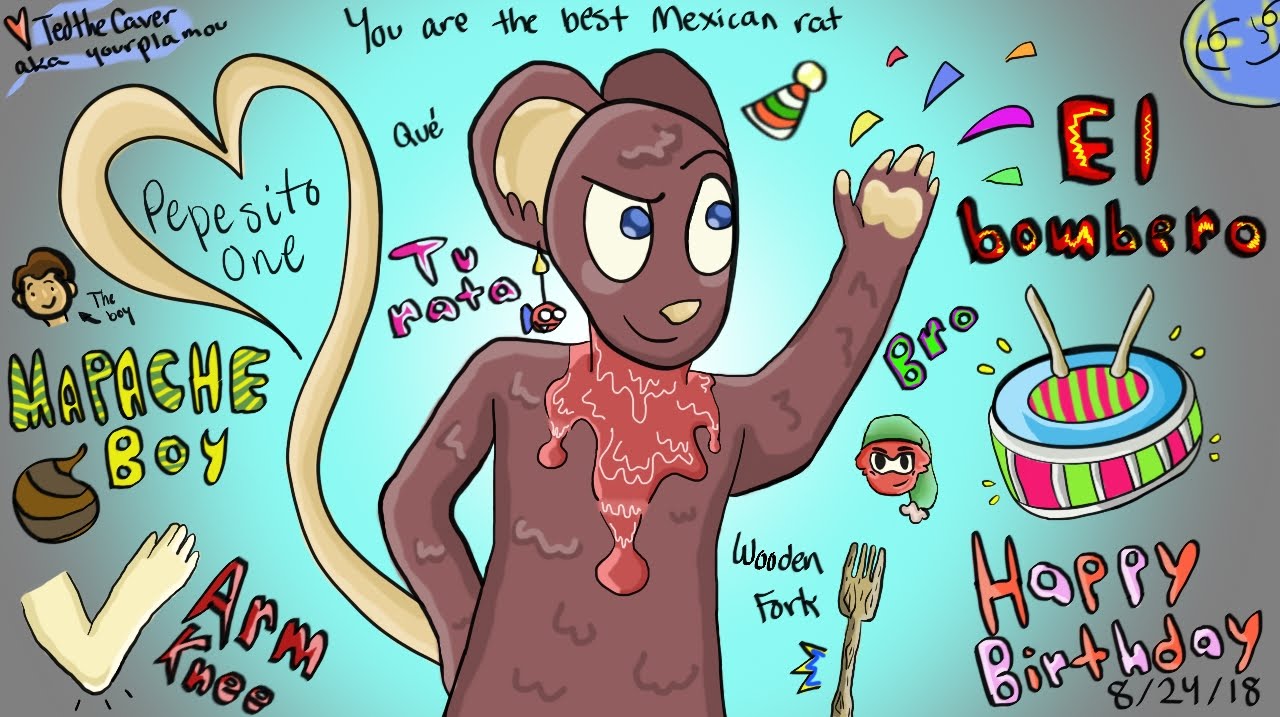 TedtheCaver
aka yourplamou
You are the best Mexican rat
Qué
Pepesito
One
El
bombero
Tu
rata
The
boy
Bro
MAPACHE
Boy
Wooden
Fork
Arm
Knee
Happy
Birthday
8/24/18